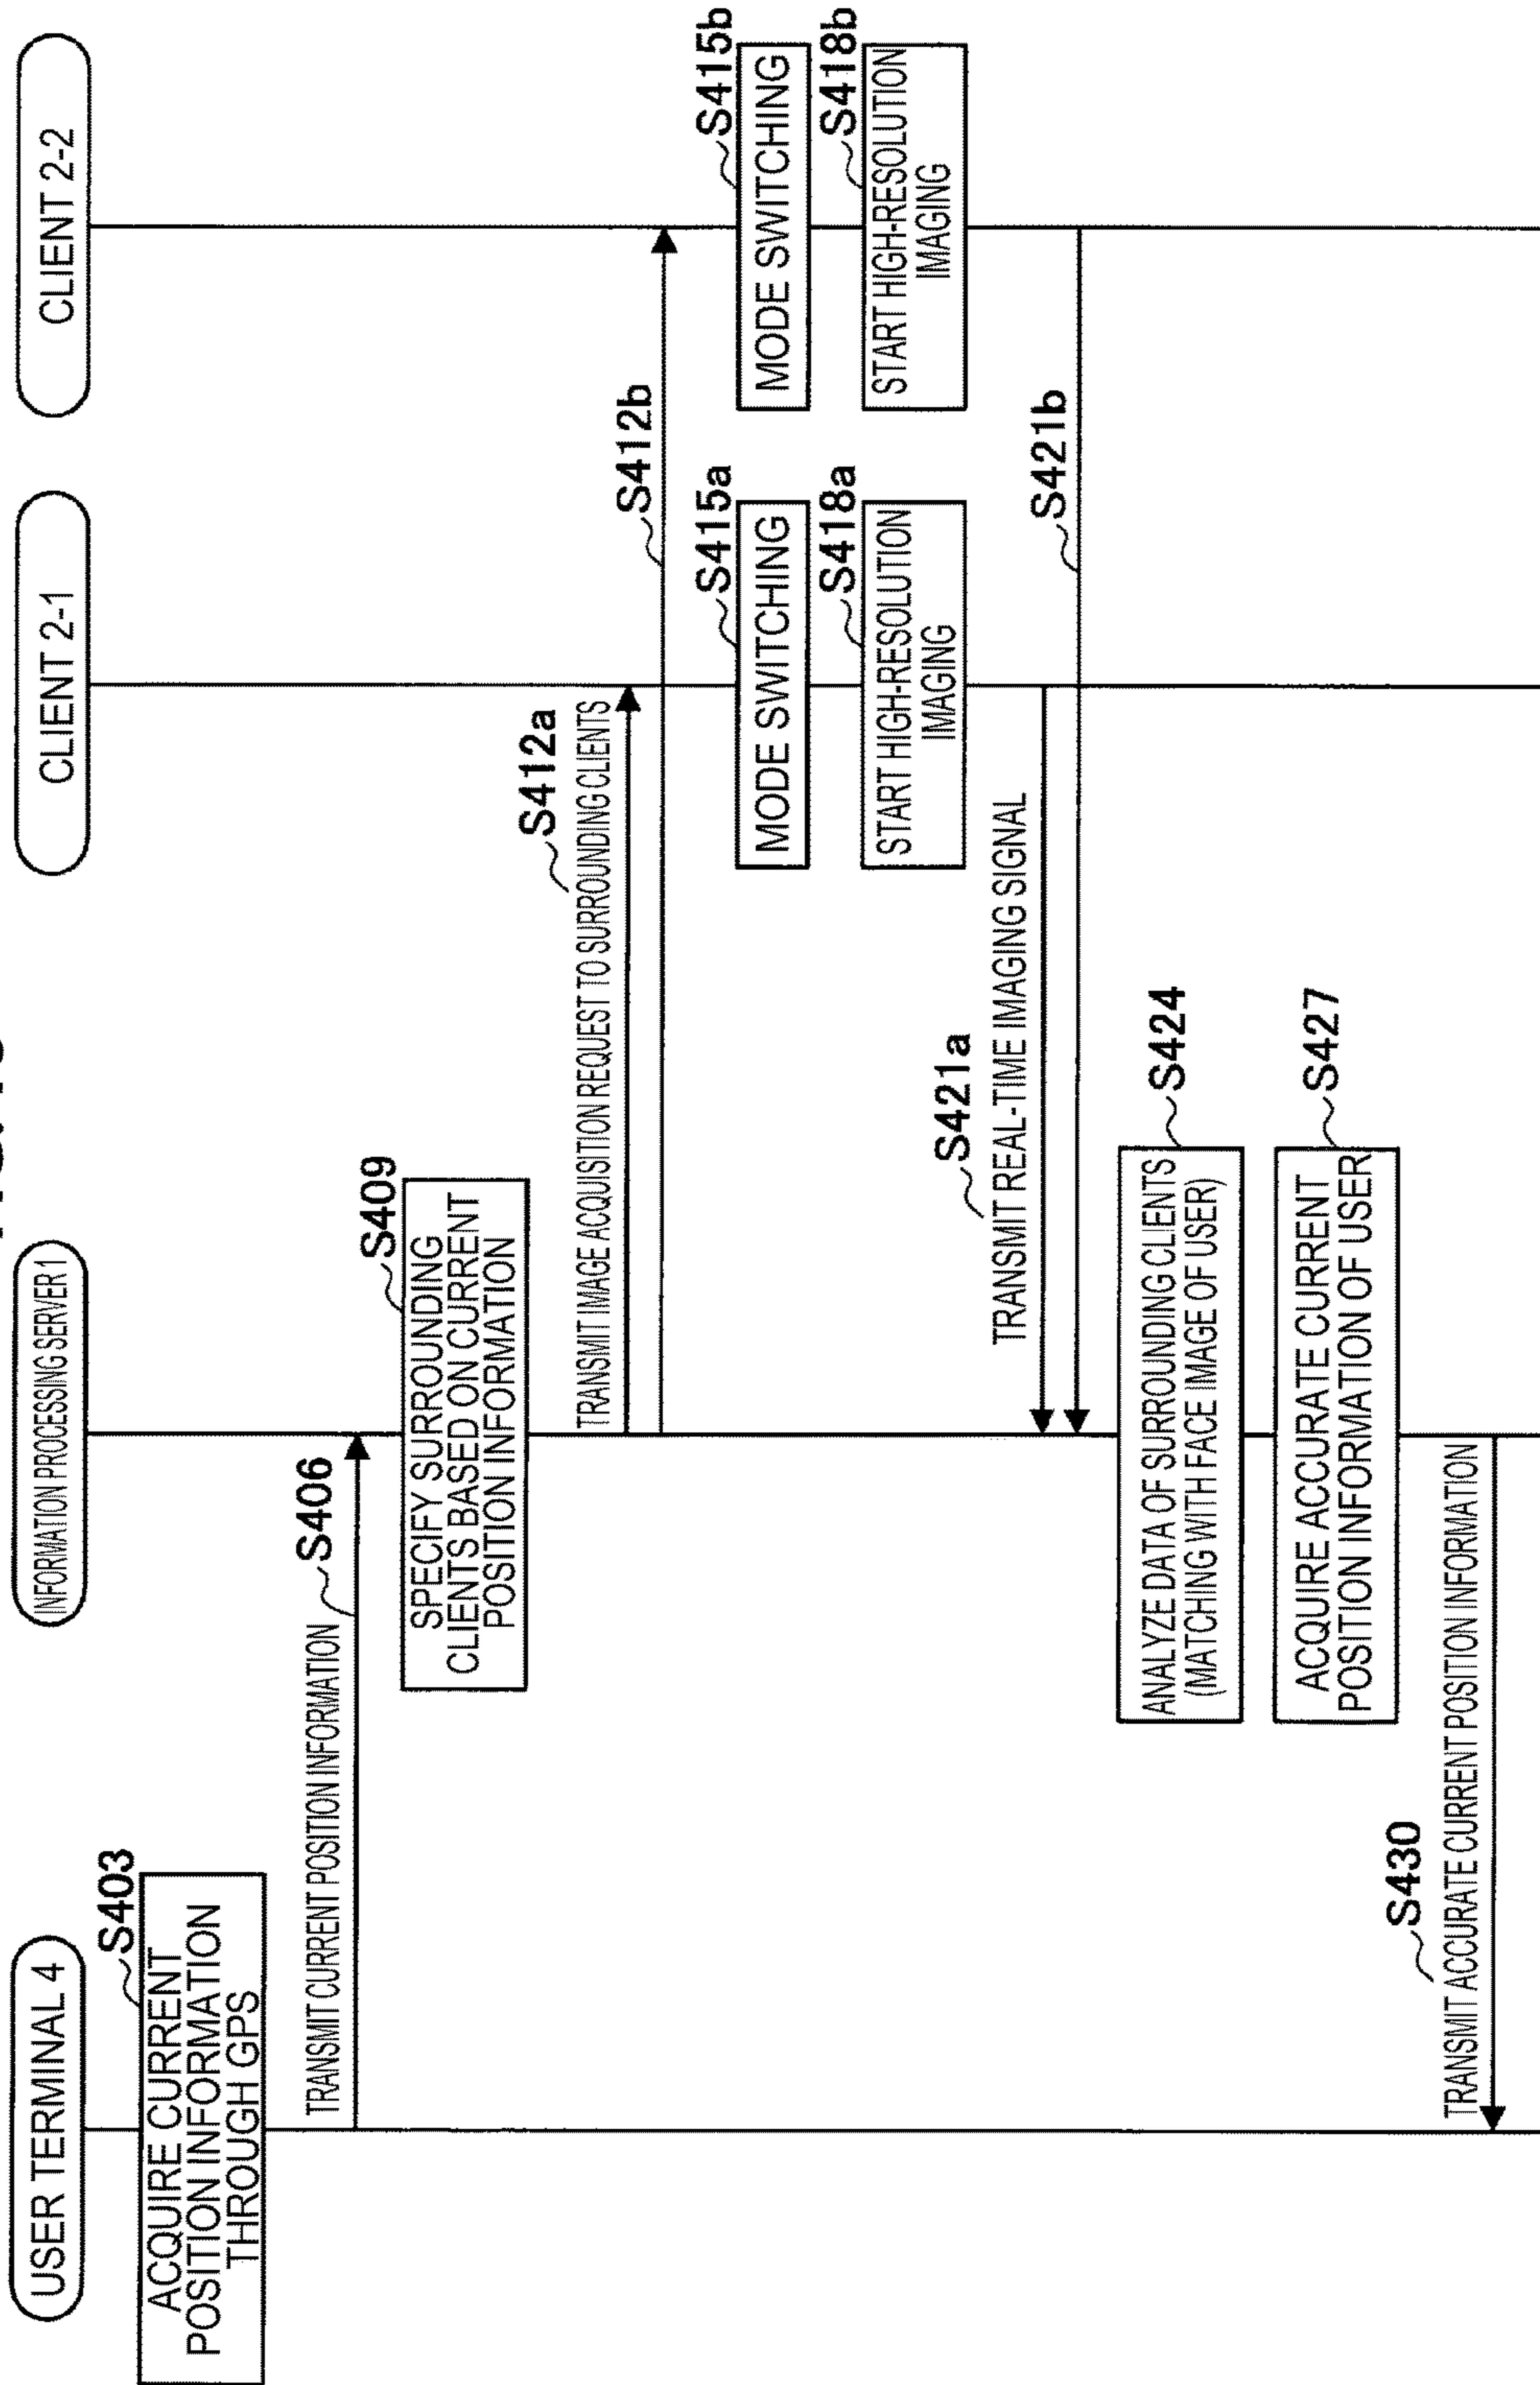 USER TERMINAL 4
INFORMATION PROCESSING SERVER 1
CLIENT 2-1
CLIENT 2-2
S403
ACQUIRE CURRENT
POSITION INFORMATION
THROUGH GPS
TRANSMIT CURRENT POSITION INFORMATION
S406
S409
SPECIFY SURROUNDING
CLIENTS BASED ON CURRENT
POSITION INFORMATION
S412a
TRANSMIT IMAGE ACQUISITION REQUEST TO SURROUNDING CLIENTS
S412b
S415a
MODE SWITCHING
S415b
MODE SWITCHING
S418a
START HIGH-RESOLUTION
IMAGING
S418b
START HIGH-RESOLUTION
IMAGING
S421a
TRANSMIT REAL-TIME IMAGING SIGNAL
S421b
ANALYZE DATA OF SURROUNDING CLIENTS
(MATCHING WITH FACE IMAGE OF USER)
S424
ACQUIRE ACCURATE CURRENT
POSITION INFORMATION OF USER
S427
S430
TRANSMIT ACCURATE CURRENT POSITION INFORMATION